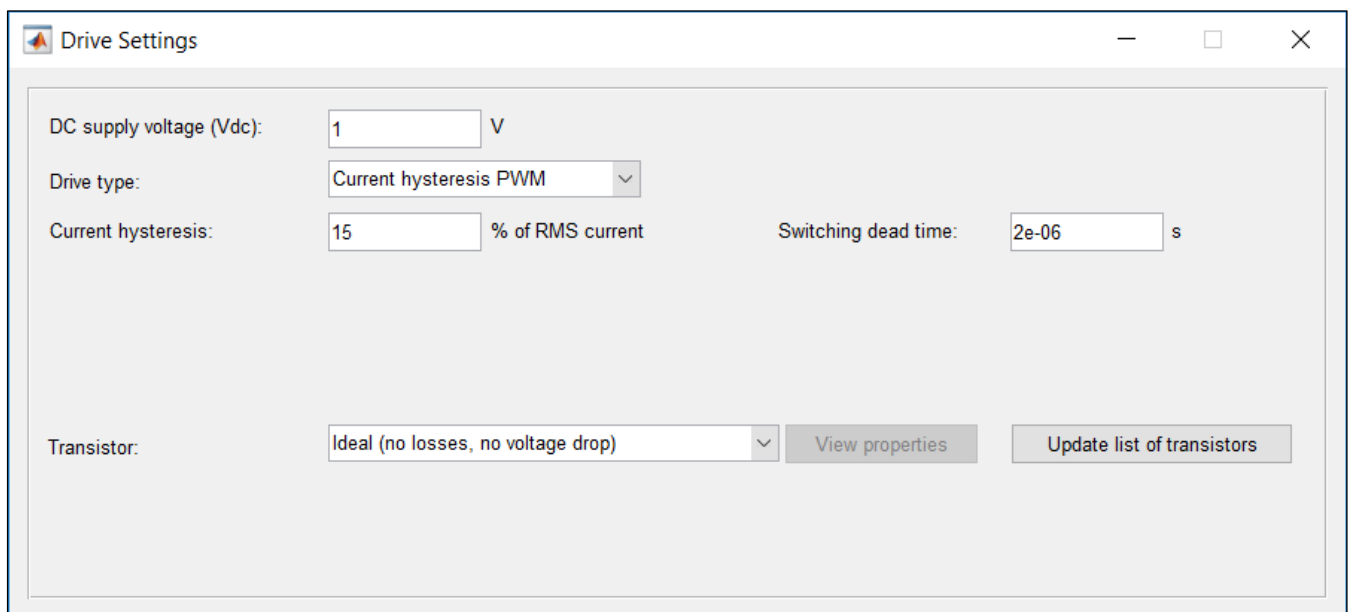 Drive Settings
DC supply voltage (Vdc): 1 V
Drive type: Current hysteresis PWM
Current hysteresis: 15 % of RMS current Switching dead time: 2e-06 s
Transistor: Ideal (no losses, no voltage drop) View properties Update list of transistors